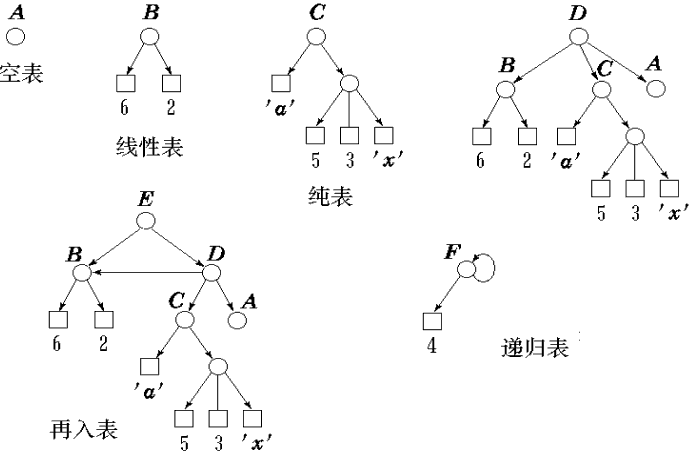 A
空表
B
6 2
线性表
C
'a'
5 3 'x'
纯表
D
B C A
6 2 'a'
5 3 'x'
E
B D
6 2
C A
'a'
5 3 'x'
再入表
F
4
递归表